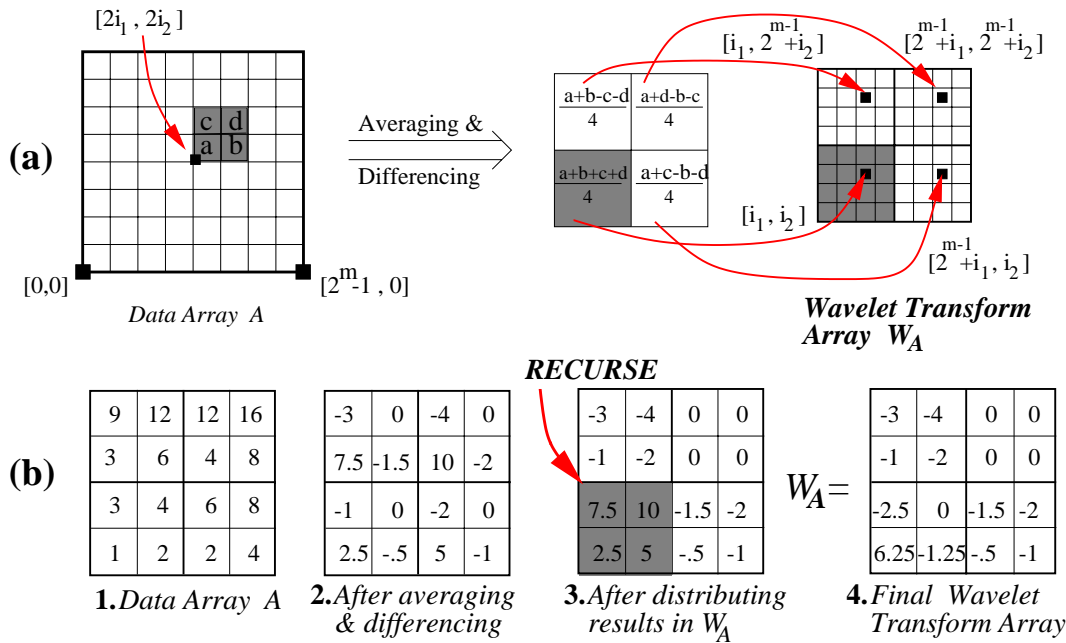 [2i₁ , 2i₂]
[i₁, 2ᵐ⁻¹+i₂]
[2ᵐ⁻¹+i₁, 2ᵐ⁻¹+i₂]
(a)
c d
a b
Averaging &
Differencing
a+b-c-d
4
a+d-b-c
4
a+b+c+d
4
a+c-b-d
4
[i₁, i₂]
[2ᵐ⁻¹+i₁, i₂]
[0,0]
[2ᵐ-1 , 0]
Data Array A
Wavelet Transform
Array W_A
RECURSE
(b)
9 12 12 16
3 6 4 8
3 4 6 8
1 2 2 4
1. Data Array A
-3 0 -4 0
7.5 -1.5 10 -2
-1 0 -2 0
2.5 -.5 5 -1
2. After averaging
& differencing
-3 -4 0 0
-1 -2 0 0
7.5 10 -1.5 -2
2.5 5 -.5 -1
3. After distributing
results in W_A
W_A =
-3 -4 0 0
-1 -2 0 0
-2.5 0 -1.5 -2
6.25 -1.25 -.5 -1
4. Final Wavelet
Transform Array